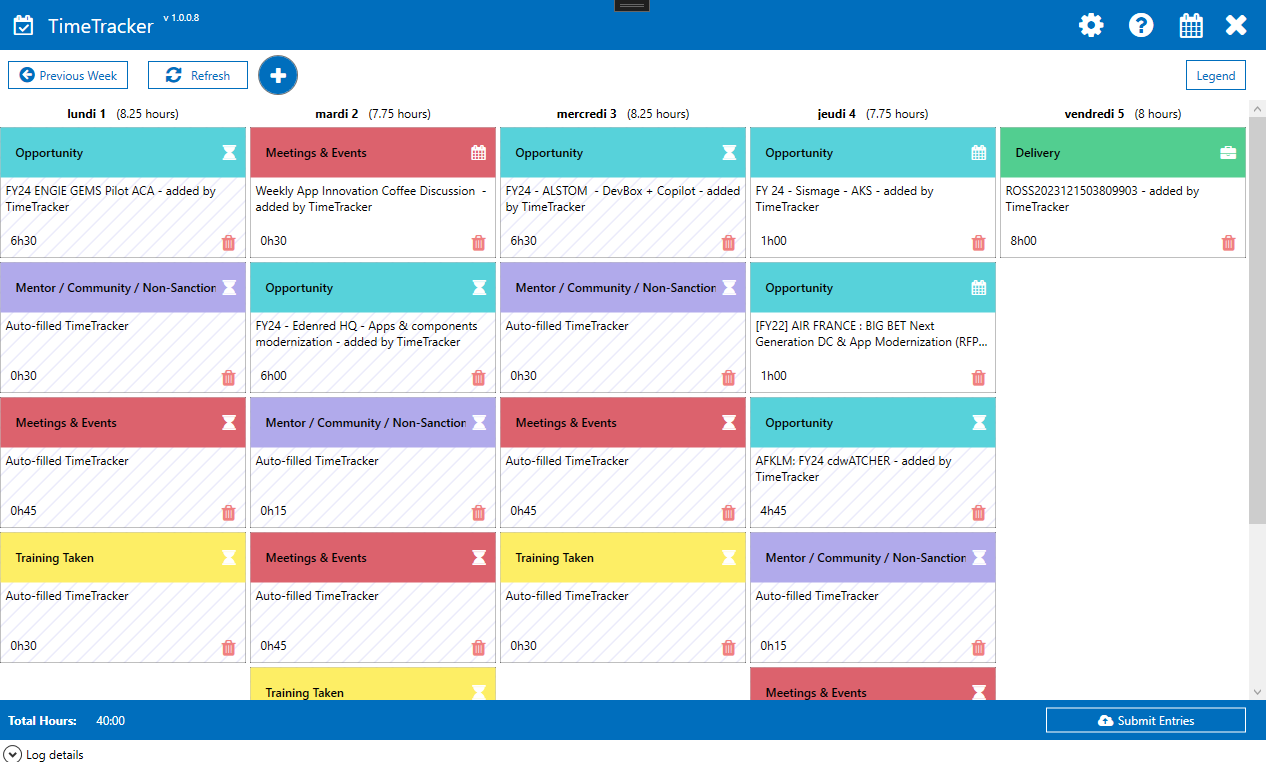 TimeTracker v 1.0.0.8
Previous Week
Refresh
Legend
lundi 1 (8.25 hours)
Opportunity
FY24 ENGIE GEMS Pilot ACA - added by
TimeTracker
6h30
Mentor / Community / Non-Sanction
Auto-filled TimeTracker
0h30
Meetings & Events
Auto-filled TimeTracker
0h45
Training Taken
Auto-filled TimeTracker
0h30
mardi 2 (7.75 hours)
Meetings & Events
Weekly App Innovation Coffee Discussion -
added by TimeTracker
0h30
Opportunity
FY24 - Edenred HQ - Apps & components
modernization - added by TimeTracker
6h00
Mentor / Community / Non-Sanction
Auto-filled TimeTracker
0h15
Meetings & Events
Auto-filled TimeTracker
0h45
Training Taken
mercredi 3 (8.25 hours)
Opportunity
FY24 - ALSTOM - DevBox + Copilot - added
by TimeTracker
6h30
Mentor / Community / Non-Sanction
Auto-filled TimeTracker
0h30
Meetings & Events
Auto-filled TimeTracker
0h45
Training Taken
Auto-filled TimeTracker
0h30
jeudi 4 (7.75 hours)
Opportunity
FY 24 - Sismage - AKS - added by
TimeTracker
1h00
Opportunity
[FY22] AIR FRANCE : BIG BET Next
Generation DC & App Modernization (RFP...
1h00
Opportunity
AFKLM: FY24 cdwATCHER - added by
TimeTracker
4h45
Mentor / Community / Non-Sanction
Auto-filled TimeTracker
0h15
Meetings & Events
vendredi 5 (8 hours)
Delivery
ROSS2023121503809903 - added by
TimeTracker
8h00
Total Hours: 40:00
Submit Entries
Log details